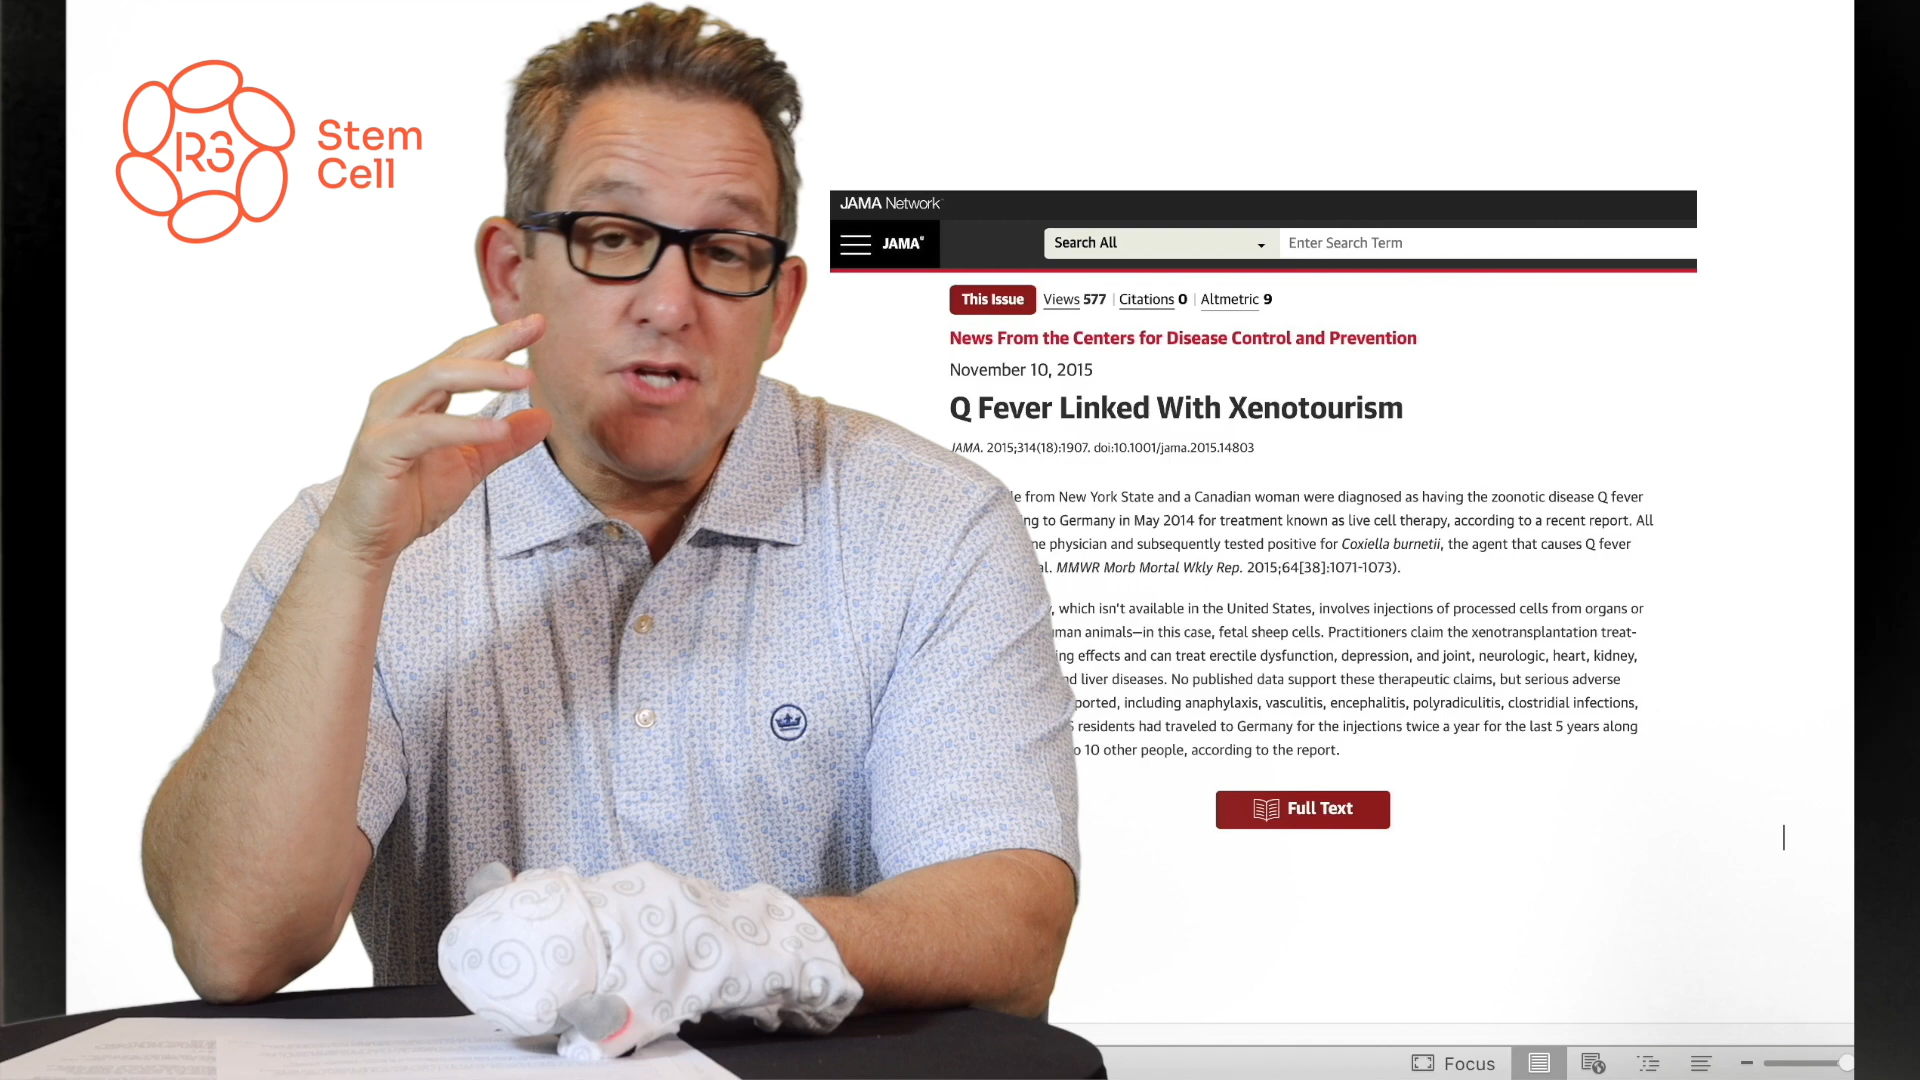 R3
Stem
Cell
JAMA Network
JAMA
Search All
Enter Search Term
This Issue
Views 577 | Citations 0 | Altmetric 9
News From the Centers for Disease Control and Prevention
November 10, 2015
Q Fever Linked With Xenotourism
JAMA. 2015;314(18):1907. doi:10.1001/jama.2015.14803
from New York State and a Canadian woman were diagnosed as having the zoonotic disease Q fever
to Germany in May 2014 for treatment known as live cell therapy, according to a recent report. All
physician and subsequently tested positive for Coxiella burnetii, the agent that causes Q fever
MMWR Morb Mortal Wkly Rep. 2015;64[38]:1071-1073).
, which isn't available in the United States, involves injections of processed cells from organs or
animals—in this case, fetal sheep cells. Practitioners claim the xenotransplantation treat-
effects and can treat erectile dysfunction, depression, and joint, neurologic, heart, kidney,
liver diseases. No published data support these therapeutic claims, but serious adverse
including anaphylaxis, vasculitis, encephalitis, polyradiculitis, clostridial infections,
residents had traveled to Germany for the injections twice a year for the last 5 years along
10 other people, according to the report.
Full Text
Focus